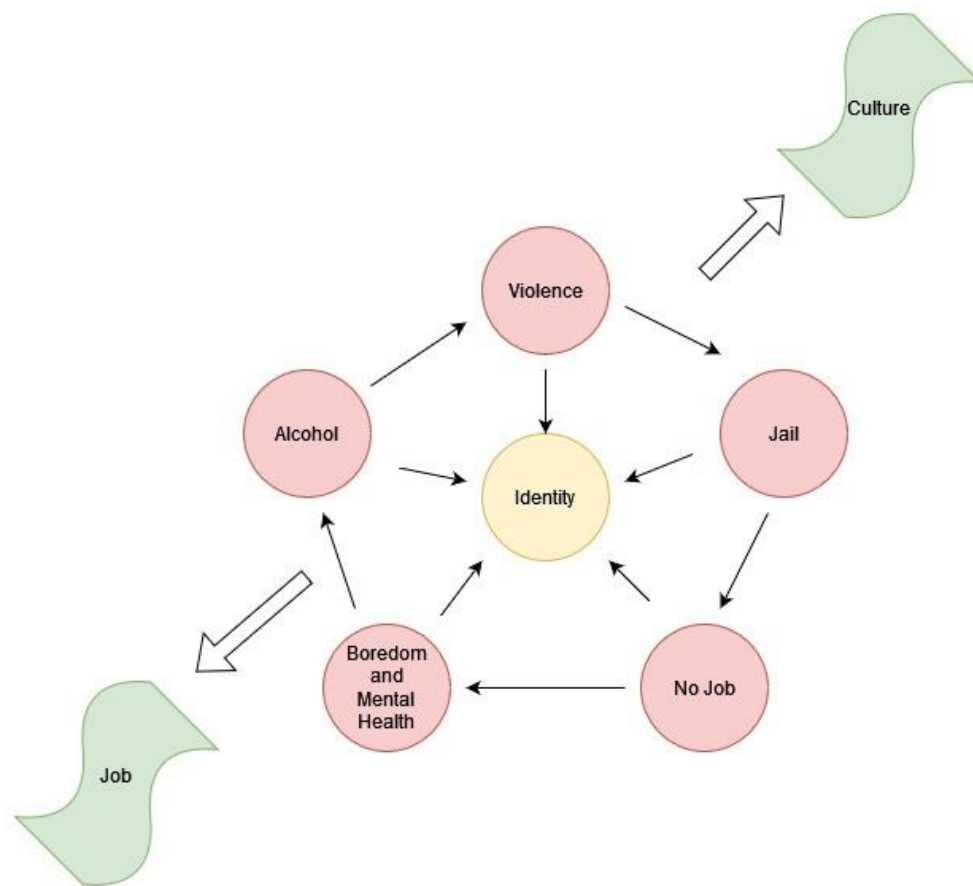 Culture
Violence
Alcohol
Jail
Identity
Boredom
and
Mental
Health
No Job
Job